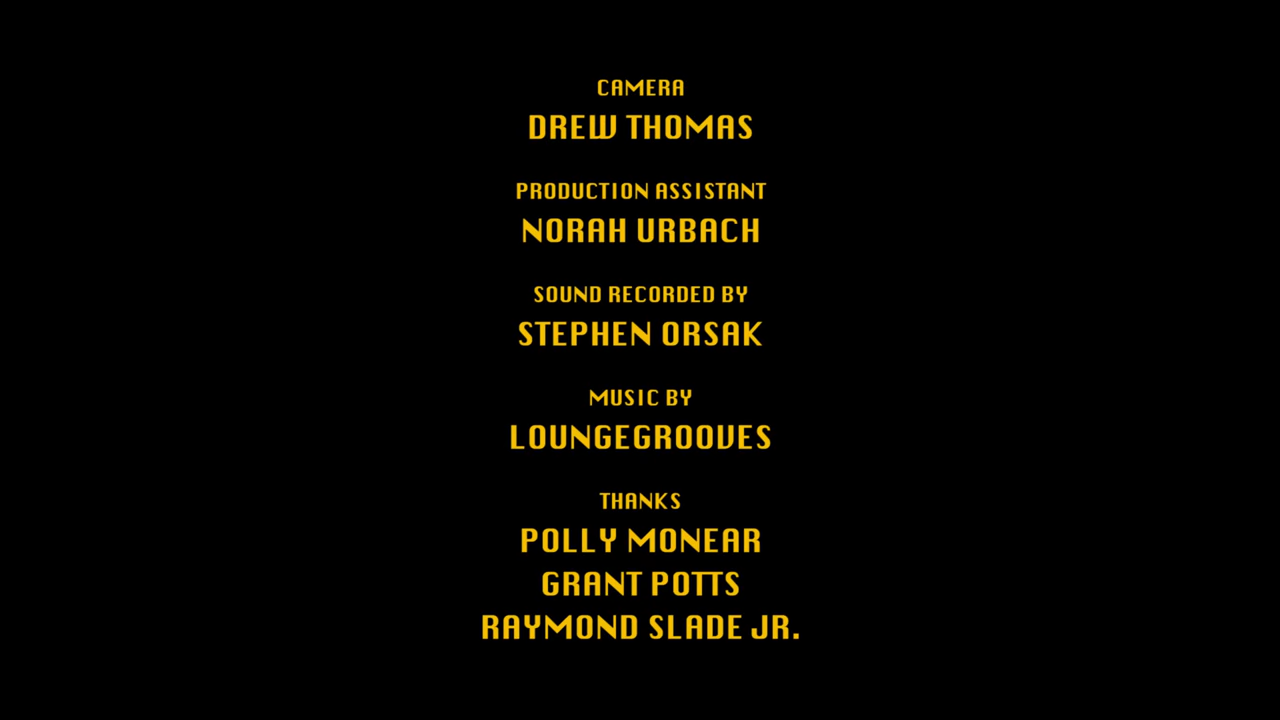 CAMERA
DREW THOMAS
PRODUCTION ASSISTANT
NORAH URBACH
SOUND RECORDED BY
STEPHEN ORSAK
MUSIC BY
LOUNGEGROOVES
THANKS
POLLY MONEAR
GRANT POTTS
RAYMOND SLADE JR.